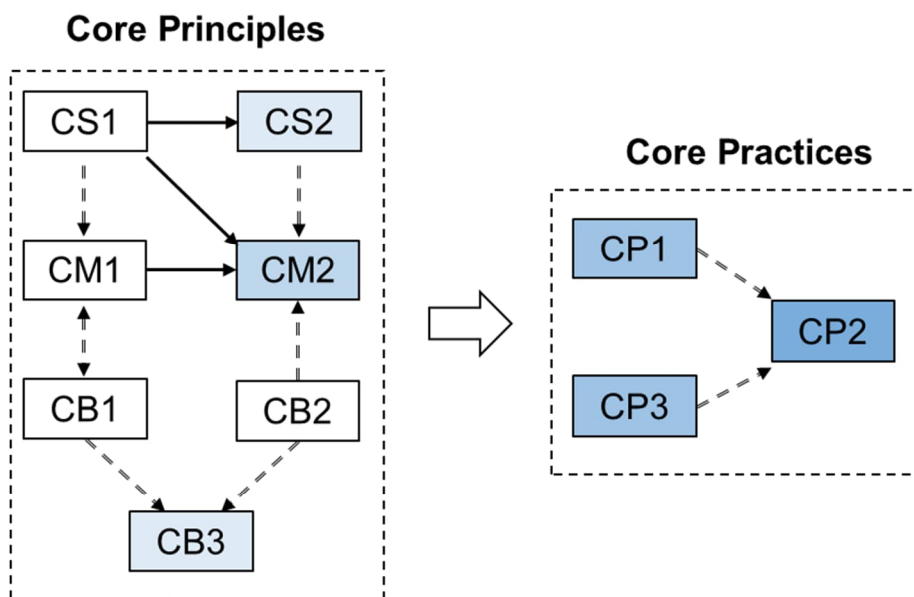 Core Principles
CS1
CS2
CM1
CM2
CB1
CB2
CB3
Core Practices
CP1
CP2
CP3